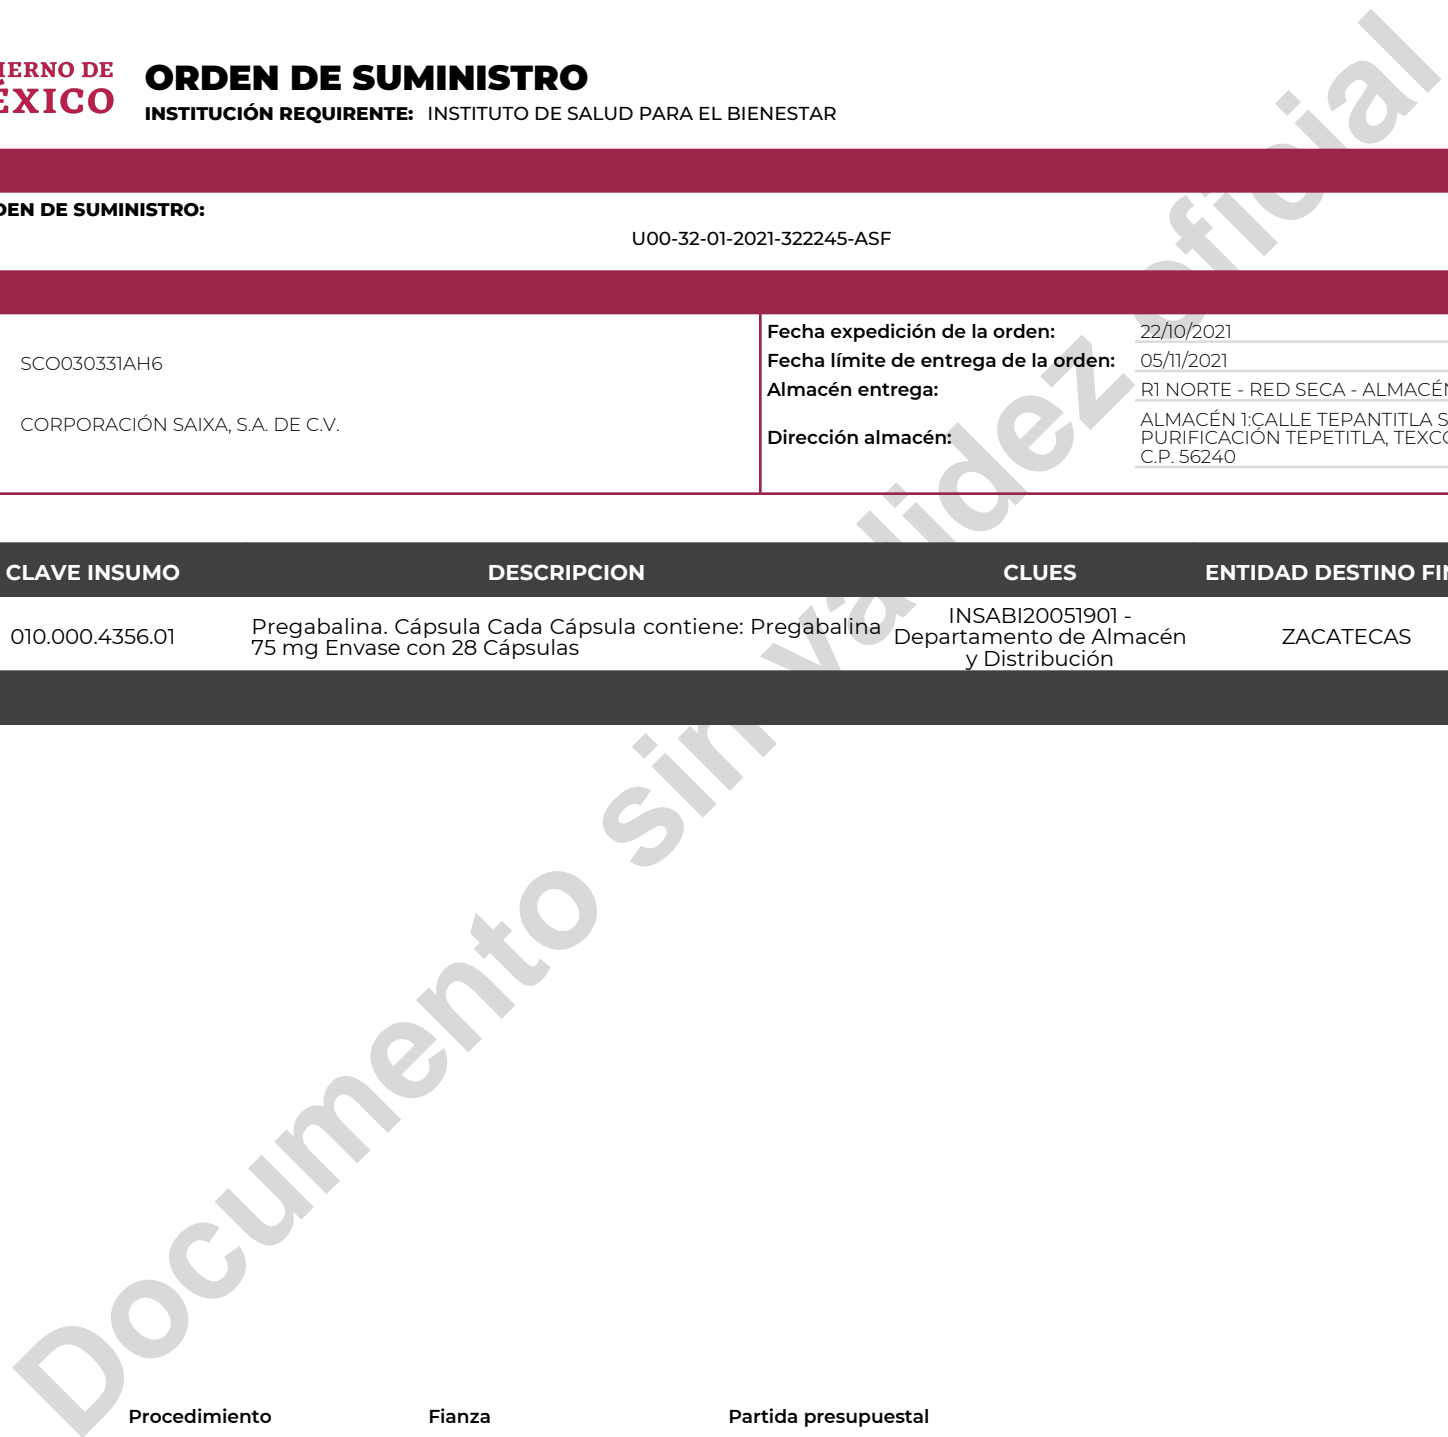 IERNO DE
ÉXICO
ORDEN DE SUMINISTRO
INSTITUCIÓN REQUIRENTE: INSTITUTO DE SALUD PARA EL BIENESTAR
DEN DE SUMINISTRO:
U00-32-01-2021-322245-ASF
SCO030331AH6
CORPORACIÓN SAIXA, S.A. DE C.V.
Fecha expedición de la orden: 22/10/2021
Fecha límite de entrega de la orden: 05/11/2021
Almacén entrega: R1 NORTE - RED SECA - ALMACÉN
Dirección almacén: ALMACÉN 1:CALLE TEPANTITLA S
PURIFICACIÓN TEPETITLA, TEXCO
C.P. 56240
CLAVE INSUMO DESCRIPCION CLUES ENTIDAD DESTINO FIN
010.000.4356.01
Pregabalina. Cápsula Cada Cápsula contiene: Pregabalina
75 mg Envase con 28 Cápsulas
INSABI20051901 -
Departamento de Almacén
y Distribución
ZACATECAS
Documento sin validez oficial
Procedimiento Fianza Partida presupuestal